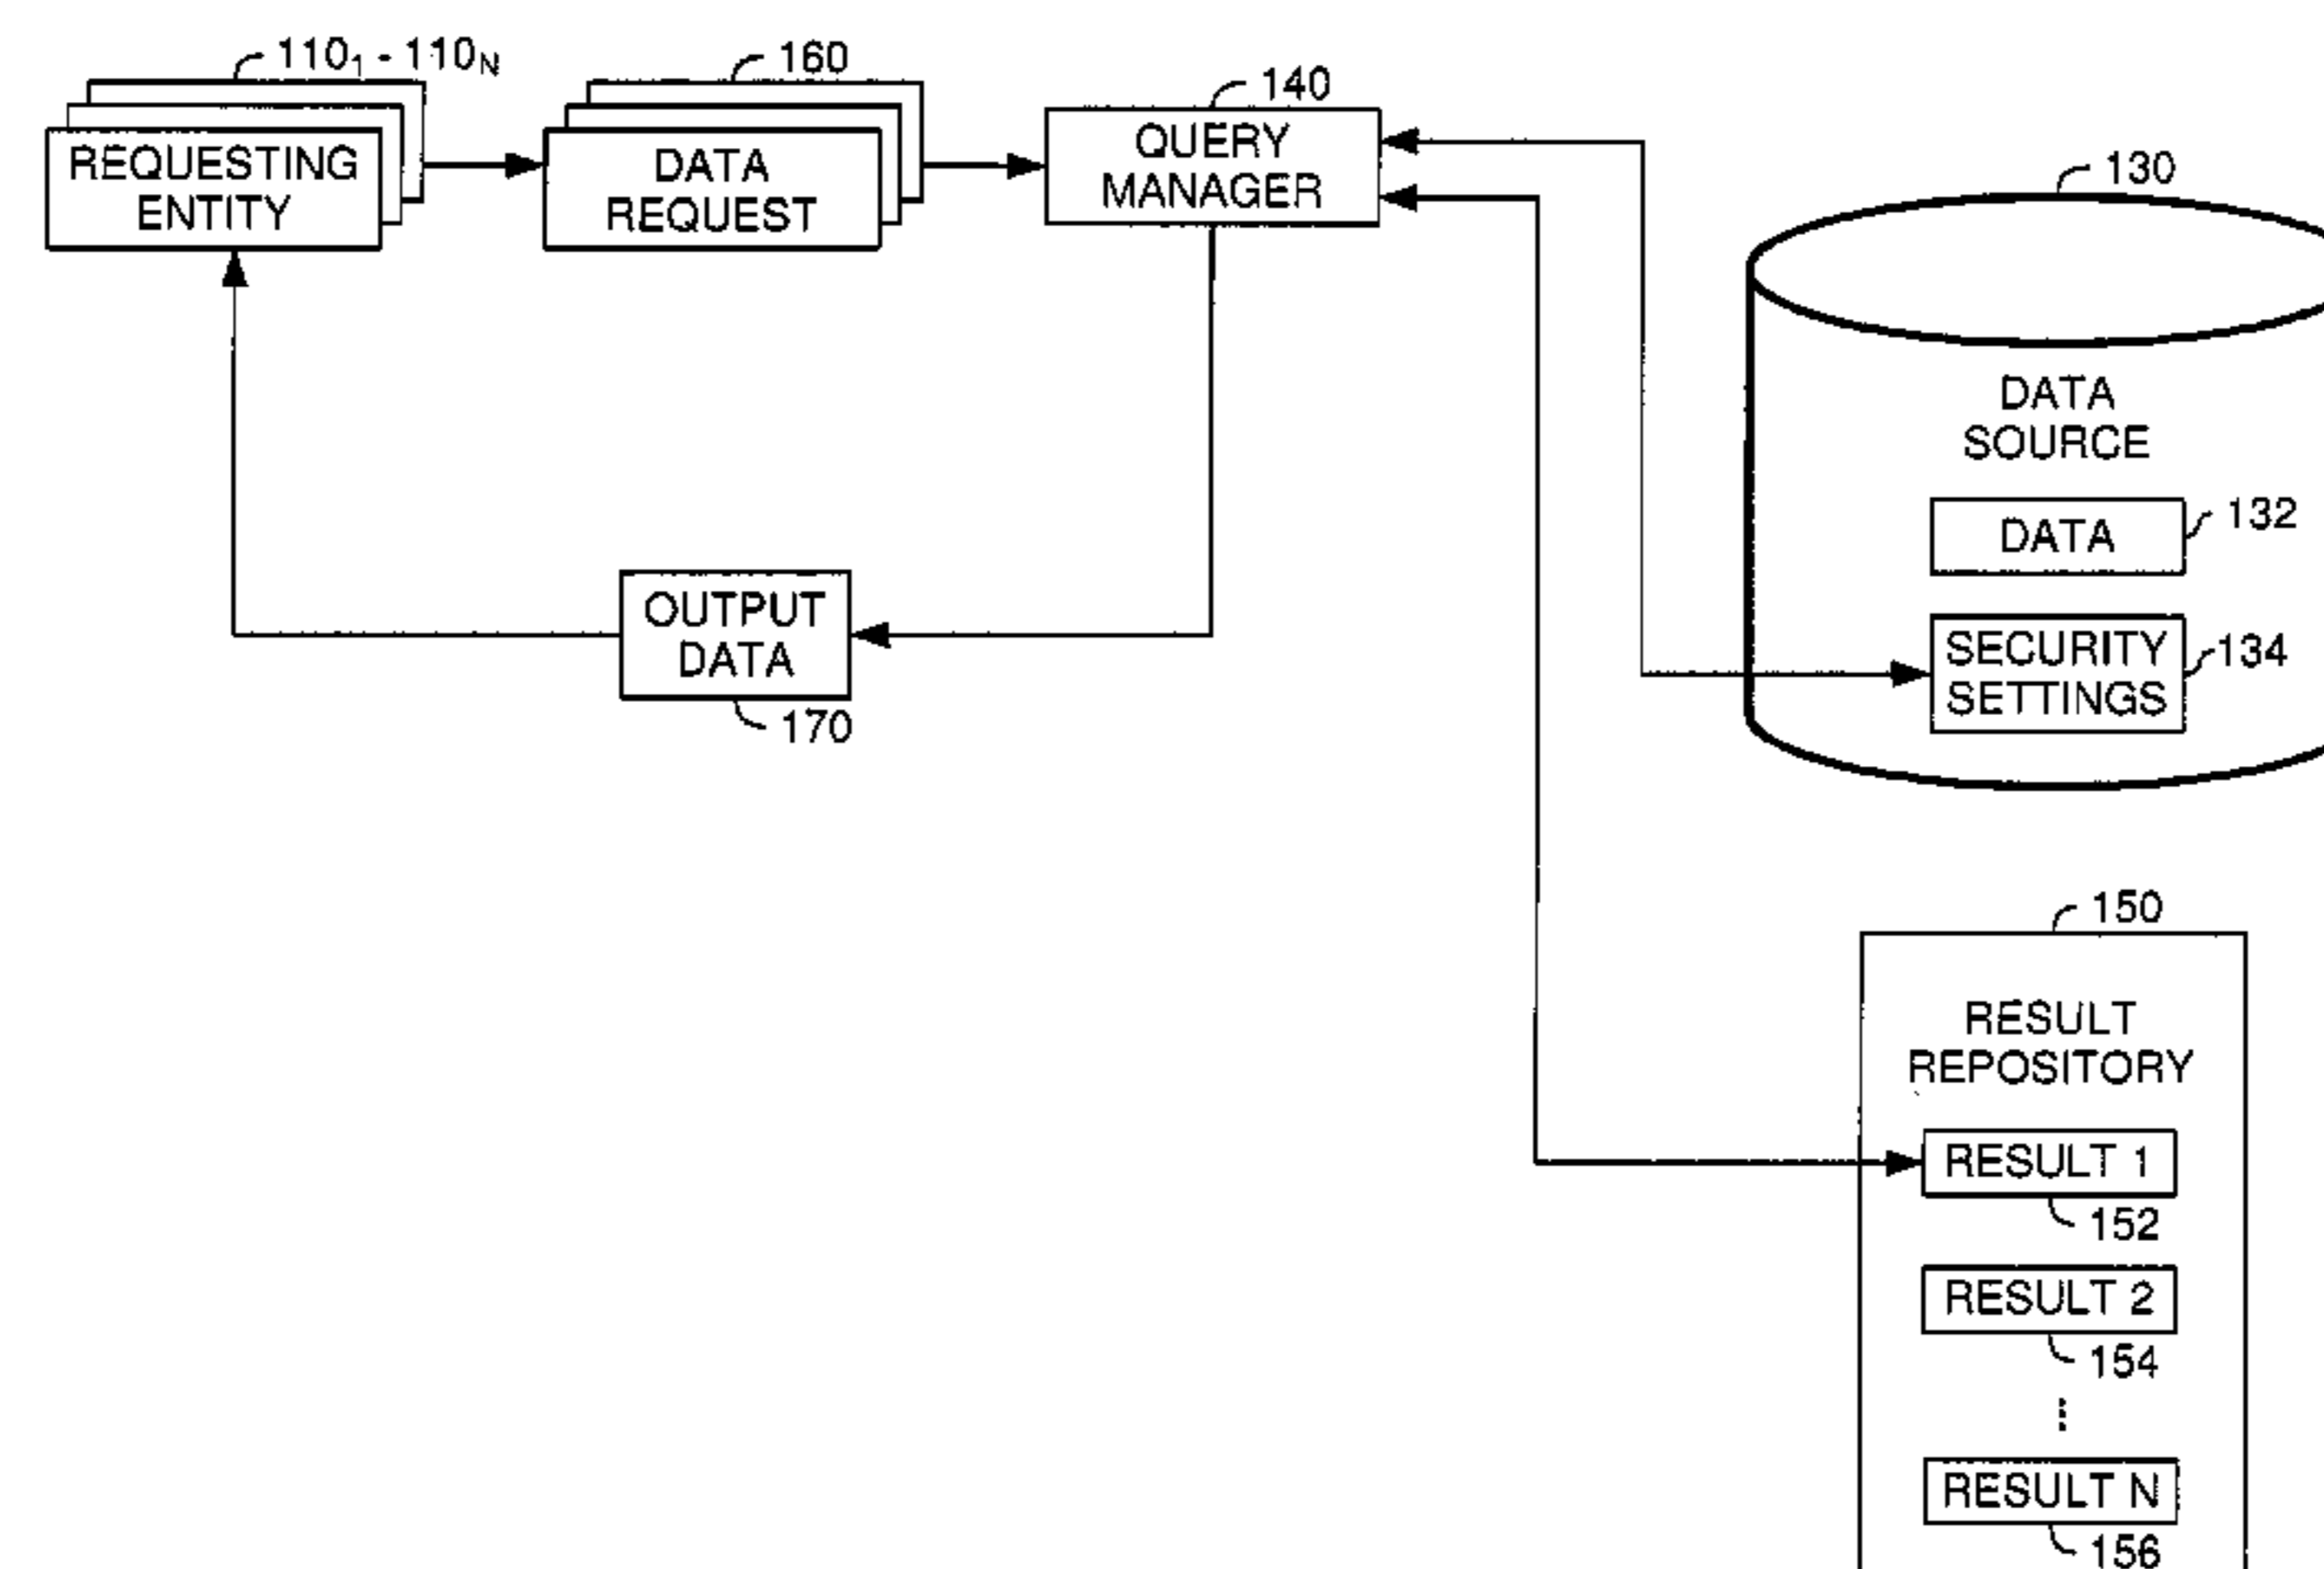 110₁ - 110N
REQUESTING
ENTITY
160
DATA
REQUEST
140
QUERY
MANAGER
130
DATA
SOURCE
DATA
132
SECURITY
SETTINGS
134
OUTPUT
DATA
170
150
RESULT
REPOSITORY
RESULT 1
152
RESULT 2
154
RESULT N
156